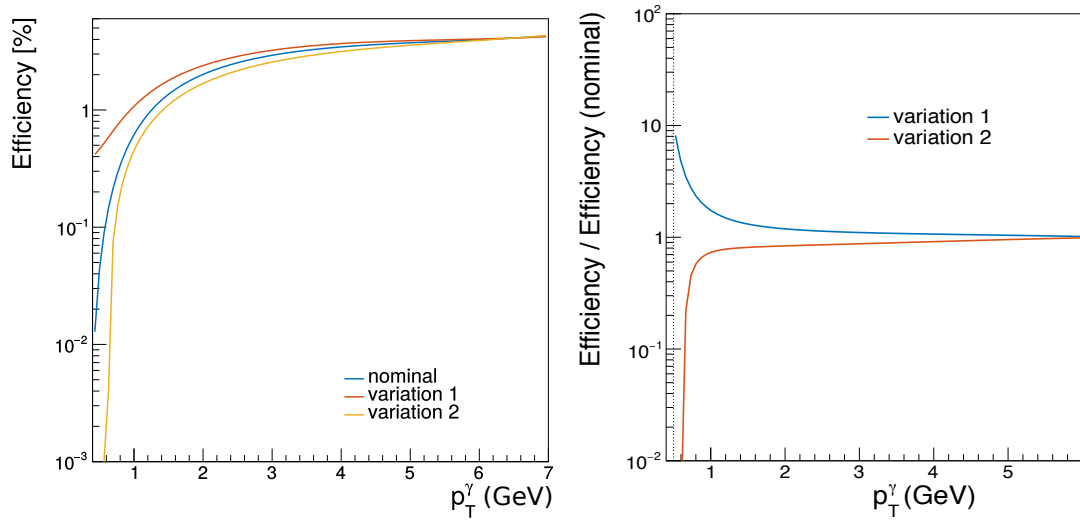 Efficiency [%]
1
10⁻¹
10⁻²
10⁻³
nominal
variation 1
variation 2
1 2 3 4 5 6 7
p_T^γ (GeV)
Efficiency / Efficiency (nominal)
10²
10
1
10⁻¹
10⁻²
variation 1
variation 2
1 2 3 4 5
p_T^γ (GeV)